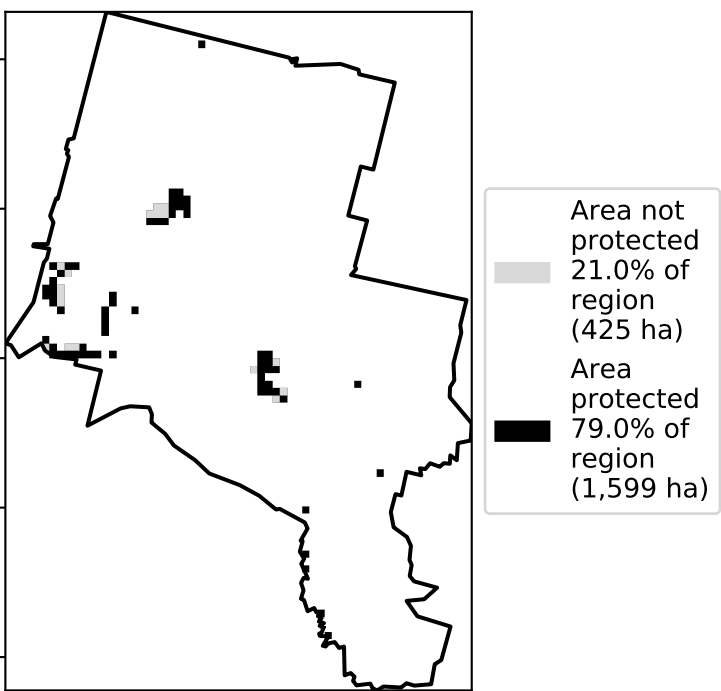 Area not
protected
21.0% of
region
(425 ha)
Area
protected
79.0% of
region
(1,599 ha)